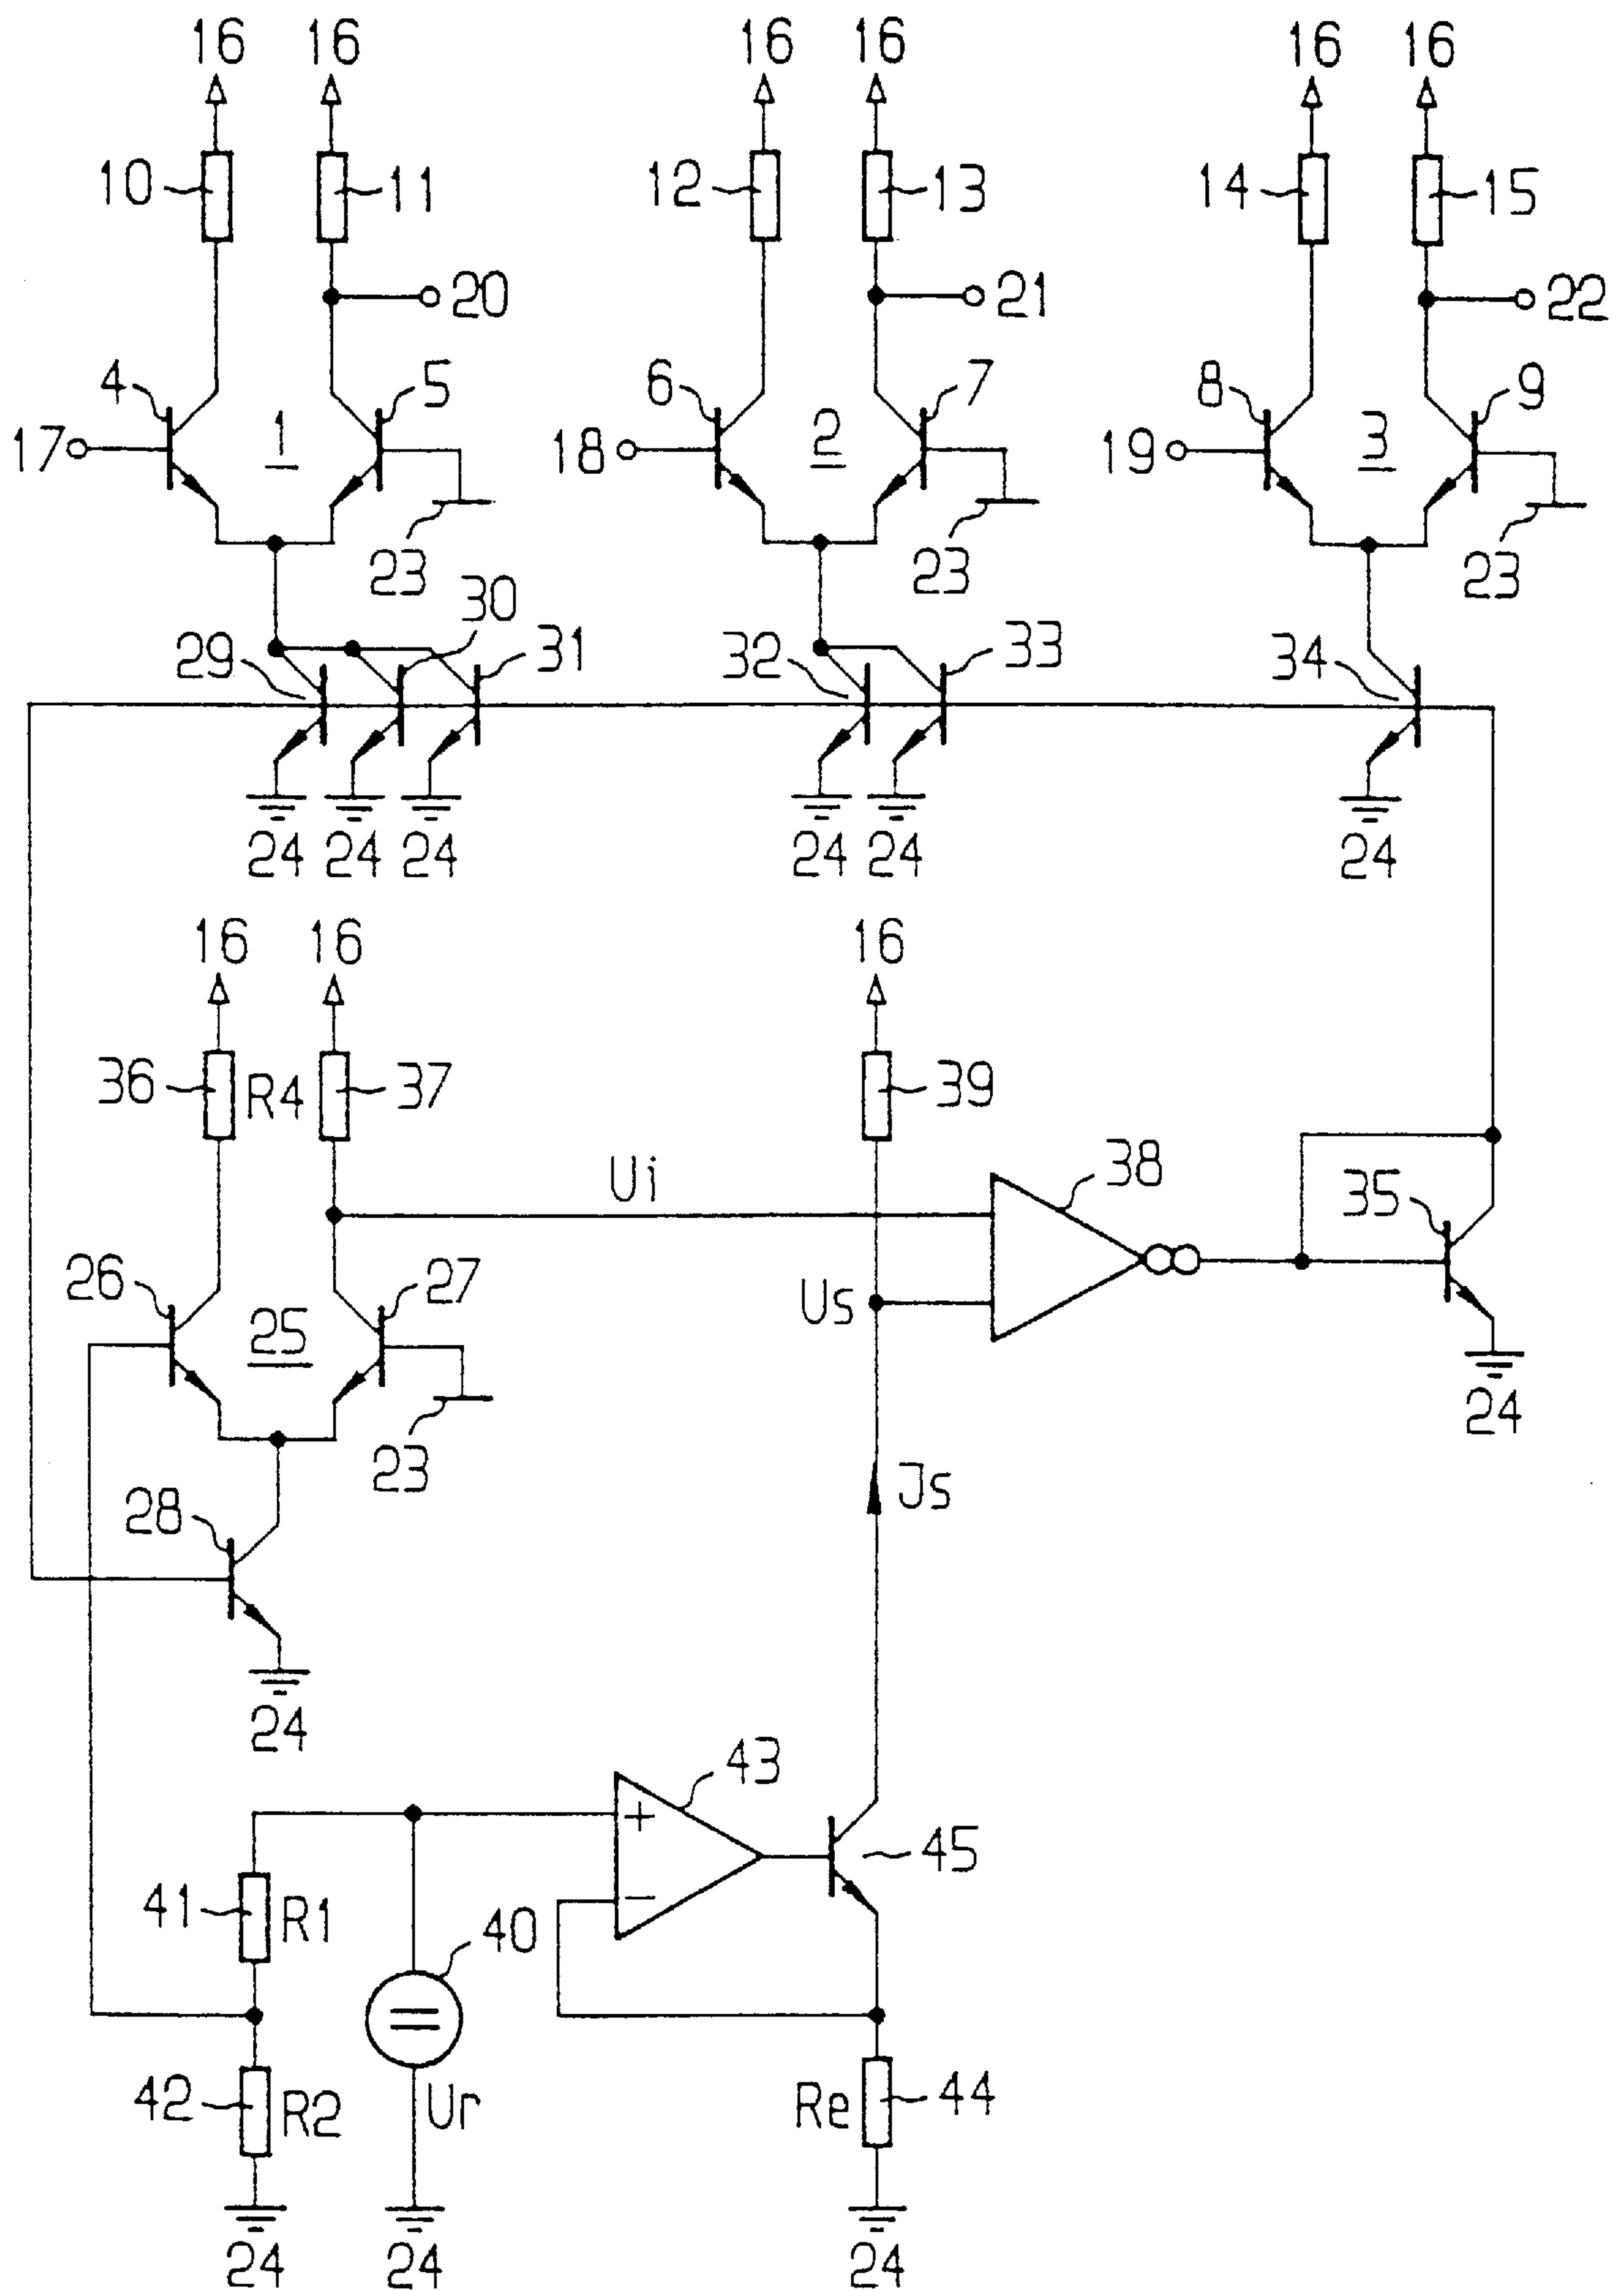 16 16 16 16 16 16
10 11 12 13 14 15
20 21 22
4 5 6 7 8 9
17 1 18 2 19 3
23 23 23
30
29 31 32 33 34
24 24 24 24 24 24
16 16 16
36 R4 37 39
Ui 38
35
26 27
25 Us
24
23
28 Js
24
43
+
45
41 R1 −
40
42 R2 Ur Re 44
24 24 24